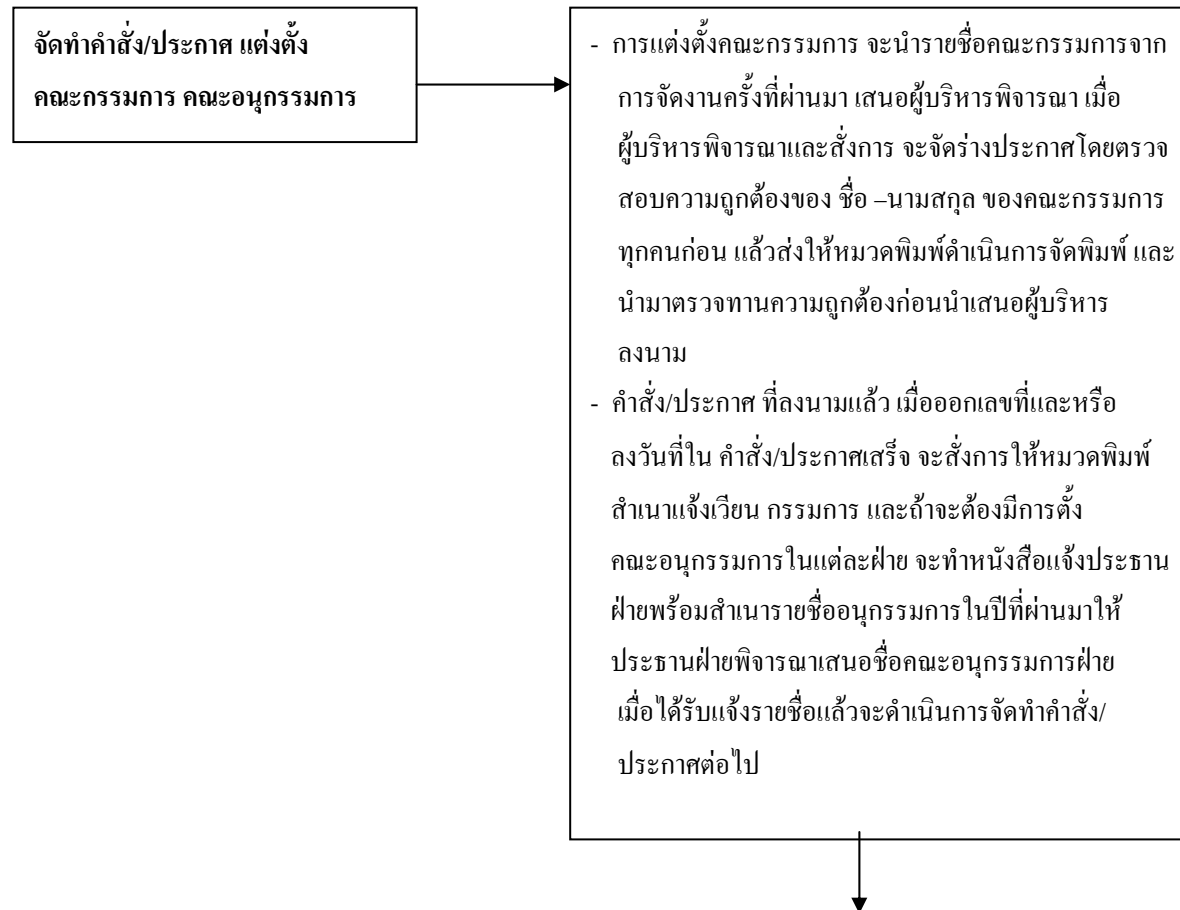 จัดทำคำสั่ง/ประกาศ แต่งตั้ง
คณะกรรมการ คณะอนุกรรมการ
- การแต่งตั้งคณะกรรมการ จะนำรายชื่อคณะกรรมการจาก
การจัดงานครั้งที่ผ่านมา เสนอผู้บริหารพิจารณา เมื่อ
ผู้บริหารพิจารณาและสั่งการ จะจัดร่างประกาศโดยตรวจ
สอบความถูกต้องของ ชื่อ –นามสกุล ของคณะกรรมการ
ทุกคนก่อน แล้วส่งให้หมวดพิมพ์ดำเนินการจัดพิมพ์ และ
นำมาตรวจทานความถูกต้องก่อนนำเสนอผู้บริหาร
ลงนาม
- คำสั่ง/ประกาศ ที่ลงนามแล้ว เมื่อออกเลขที่และหรือ
ลงวันที่ใน คำสั่ง/ประกาศเสร็จ จะสั่งการให้หมวดพิมพ์
สำเนาแจ้งเวียน กรรมการ และถ้าจะต้องมีการตั้ง
คณะอนุกรรมการในแต่ละฝ่าย จะทำหนังสือแจ้งประธาน
ฝ่ายพร้อมสำเนารายชื่ออนุกรรมการในปีที่ผ่านมาให้
ประธานฝ่ายพิจารณาเสนอชื่อคณะอนุกรรมการฝ่าย
เมื่อได้รับแจ้งรายชื่อแล้วจะดำเนินการจัดทำคำสั่ง/
ประกาศต่อไป